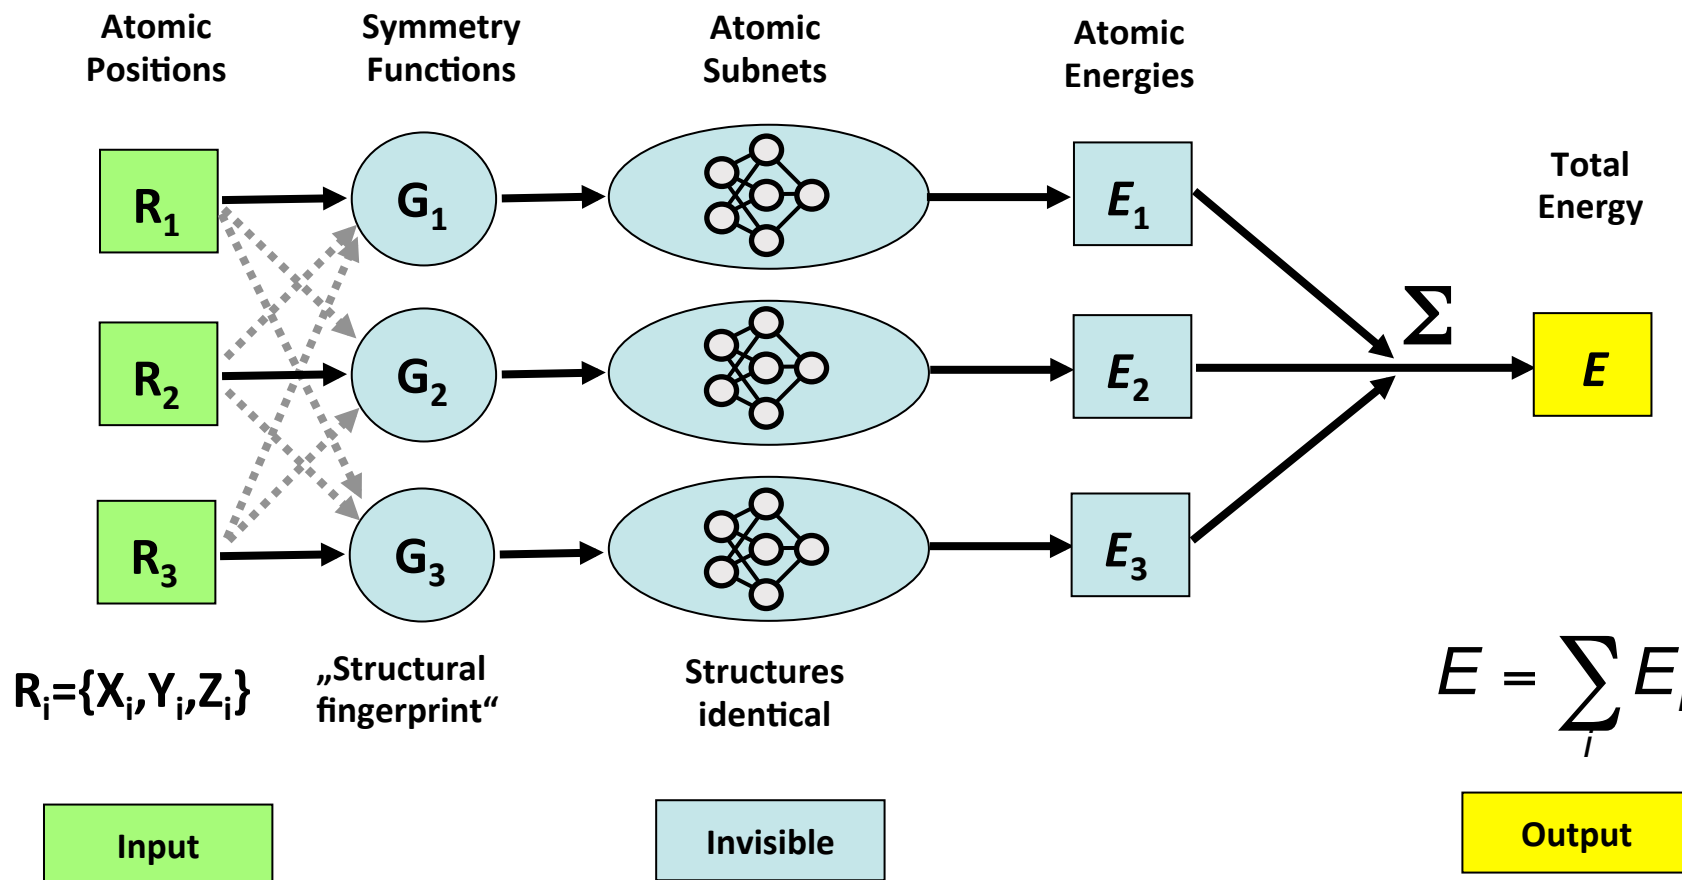 Atomic
Positions
Symmetry
Functions
Atomic
Subnets
Atomic
Energies
Total
Energy
R₁
G₁
E₁
Σ
R₂
G₂
E₂
E
R₃
G₃
E₃
Rᵢ={Xᵢ,Yᵢ,Zᵢ}
„Structural
fingerprint“
Structures
identical
E = ∑ᵢ Eᵢ
Input
Invisible
Output